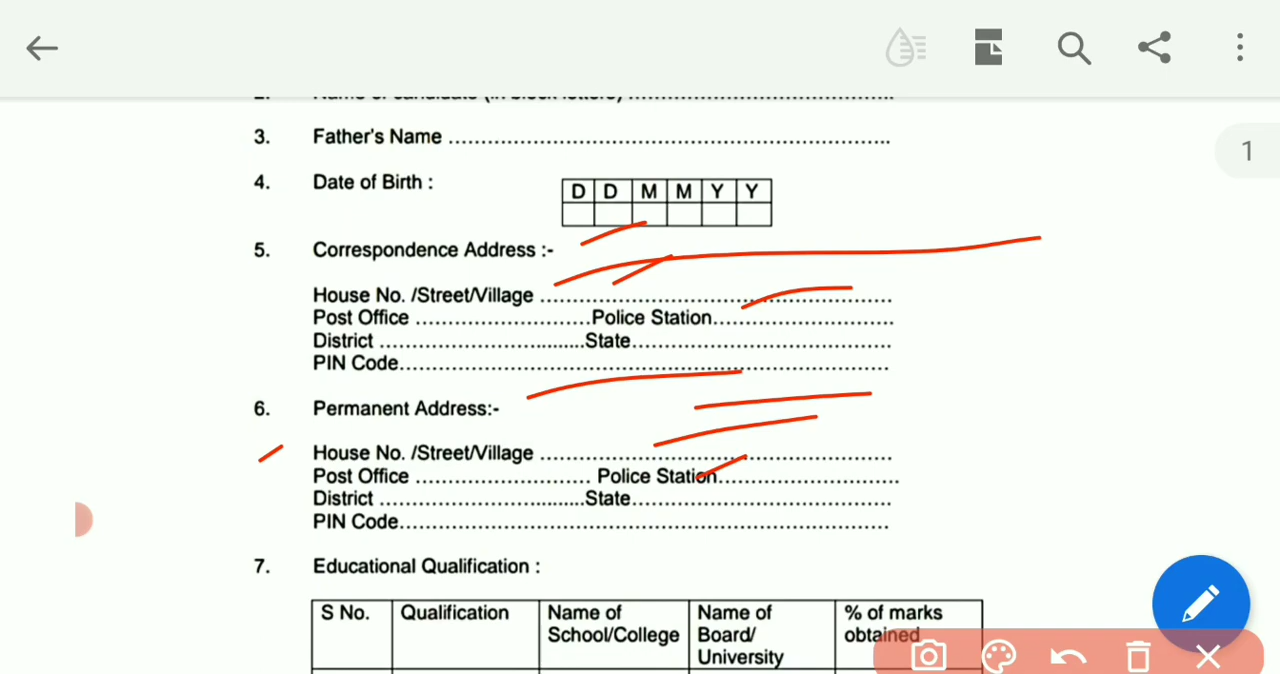 1
3. Father's Name ....................................................................
4. Date of Birth :
D D M M Y Y
5. Correspondence Address :-
House No. /Street/Village .....................................................
Post Office ...........................Police Station...........................
District ...............................State.......................................
PIN Code..........................................................................
6. Permanent Address:-
House No. /Street/Village .....................................................
Post Office ........................... Police Station...........................
District ...............................State.......................................
PIN Code..........................................................................
7. Educational Qualification :
S No. Qualification Name of School/College Name of Board/ University % of marks obtained